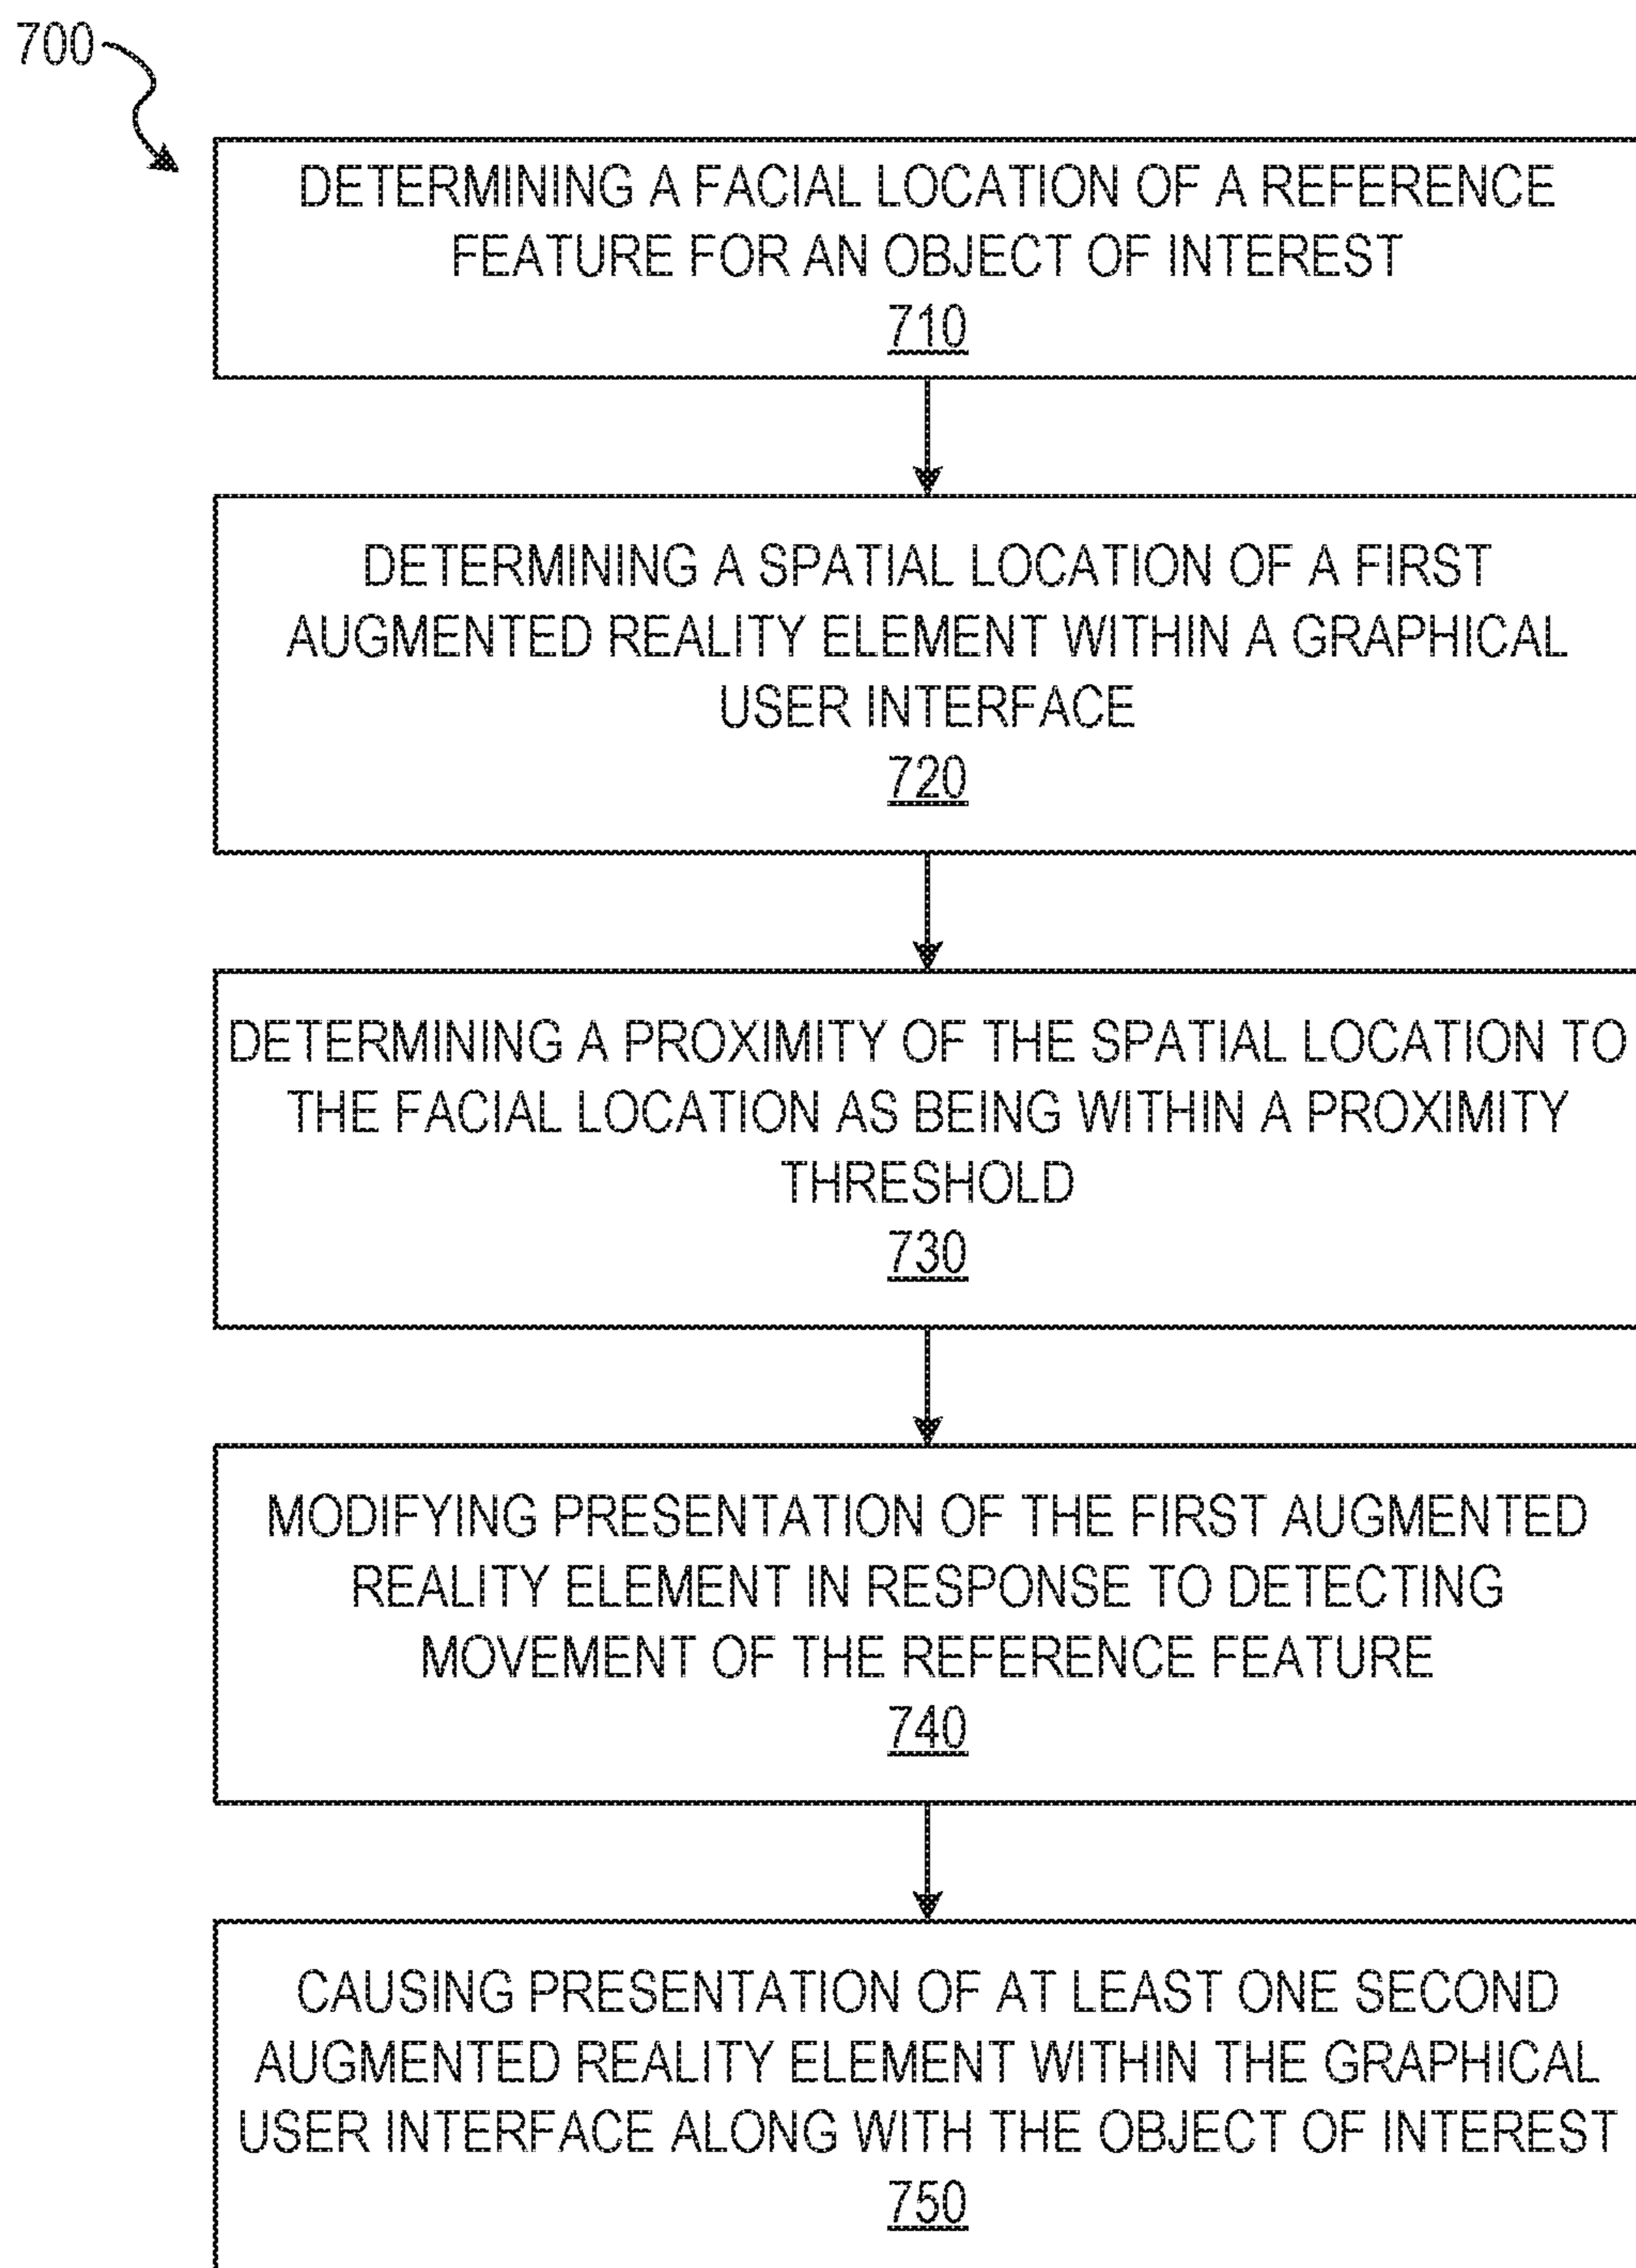 700
DETERMINING A FACIAL LOCATION OF A REFERENCE
FEATURE FOR AN OBJECT OF INTEREST
710
DETERMINING A SPATIAL LOCATION OF A FIRST
AUGMENTED REALITY ELEMENT WITHIN A GRAPHICAL
USER INTERFACE
720
DETERMINING A PROXIMITY OF THE SPATIAL LOCATION TO
THE FACIAL LOCATION AS BEING WITHIN A PROXIMITY
THRESHOLD
730
MODIFYING PRESENTATION OF THE FIRST AUGMENTED
REALITY ELEMENT IN RESPONSE TO DETECTING
MOVEMENT OF THE REFERENCE FEATURE
740
CAUSING PRESENTATION OF AT LEAST ONE SECOND
AUGMENTED REALITY ELEMENT WITHIN THE GRAPHICAL
USER INTERFACE ALONG WITH THE OBJECT OF INTEREST
750